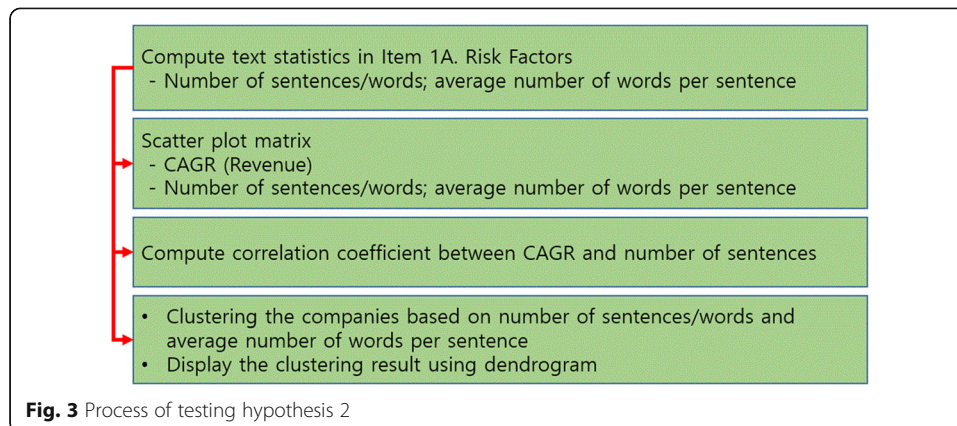 Compute text statistics in Item 1A. Risk Factors
- Number of sentences/words; average number of words per sentence
Scatter plot matrix
- CAGR (Revenue)
- Number of sentences/words; average number of words per sentence
Compute correlation coefficient between CAGR and number of sentences
• Clustering the companies based on number of sentences/words and
average number of words per sentence
• Display the clustering result using dendrogram
Fig. 3 Process of testing hypothesis 2